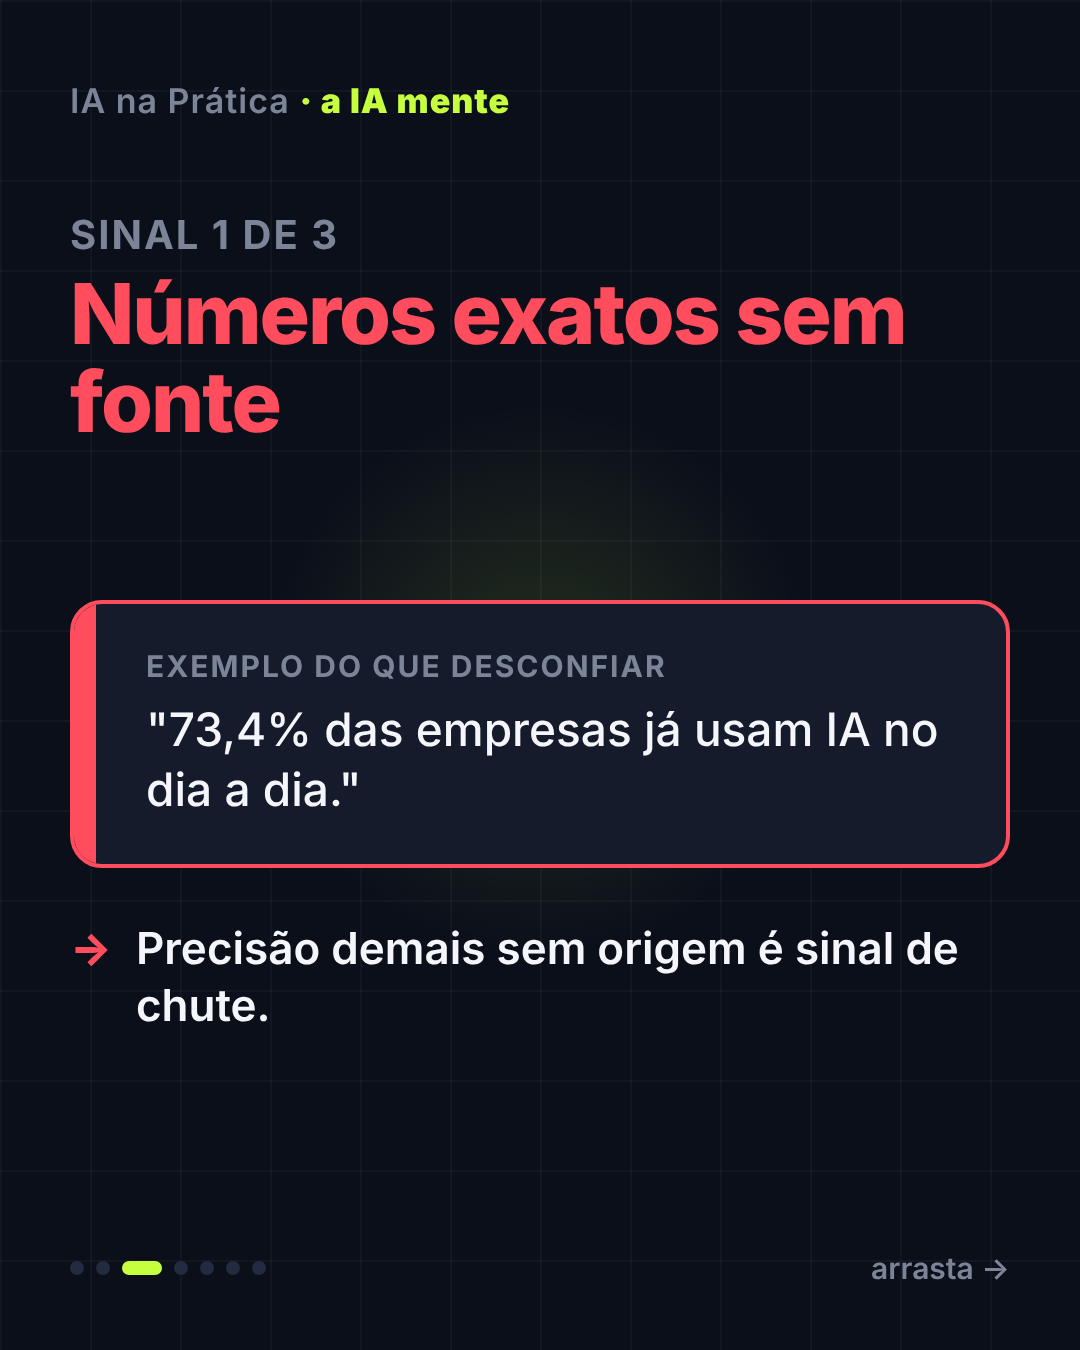 IA na Prática · a IA mente
SINAL 1 DE 3
Números exatos sem
fonte
EXEMPLO DO QUE DESCONFIAR
"73,4% das empresas já usam IA no
dia a dia."
→ Precisão demais sem origem é sinal de
chute.
arrasta →